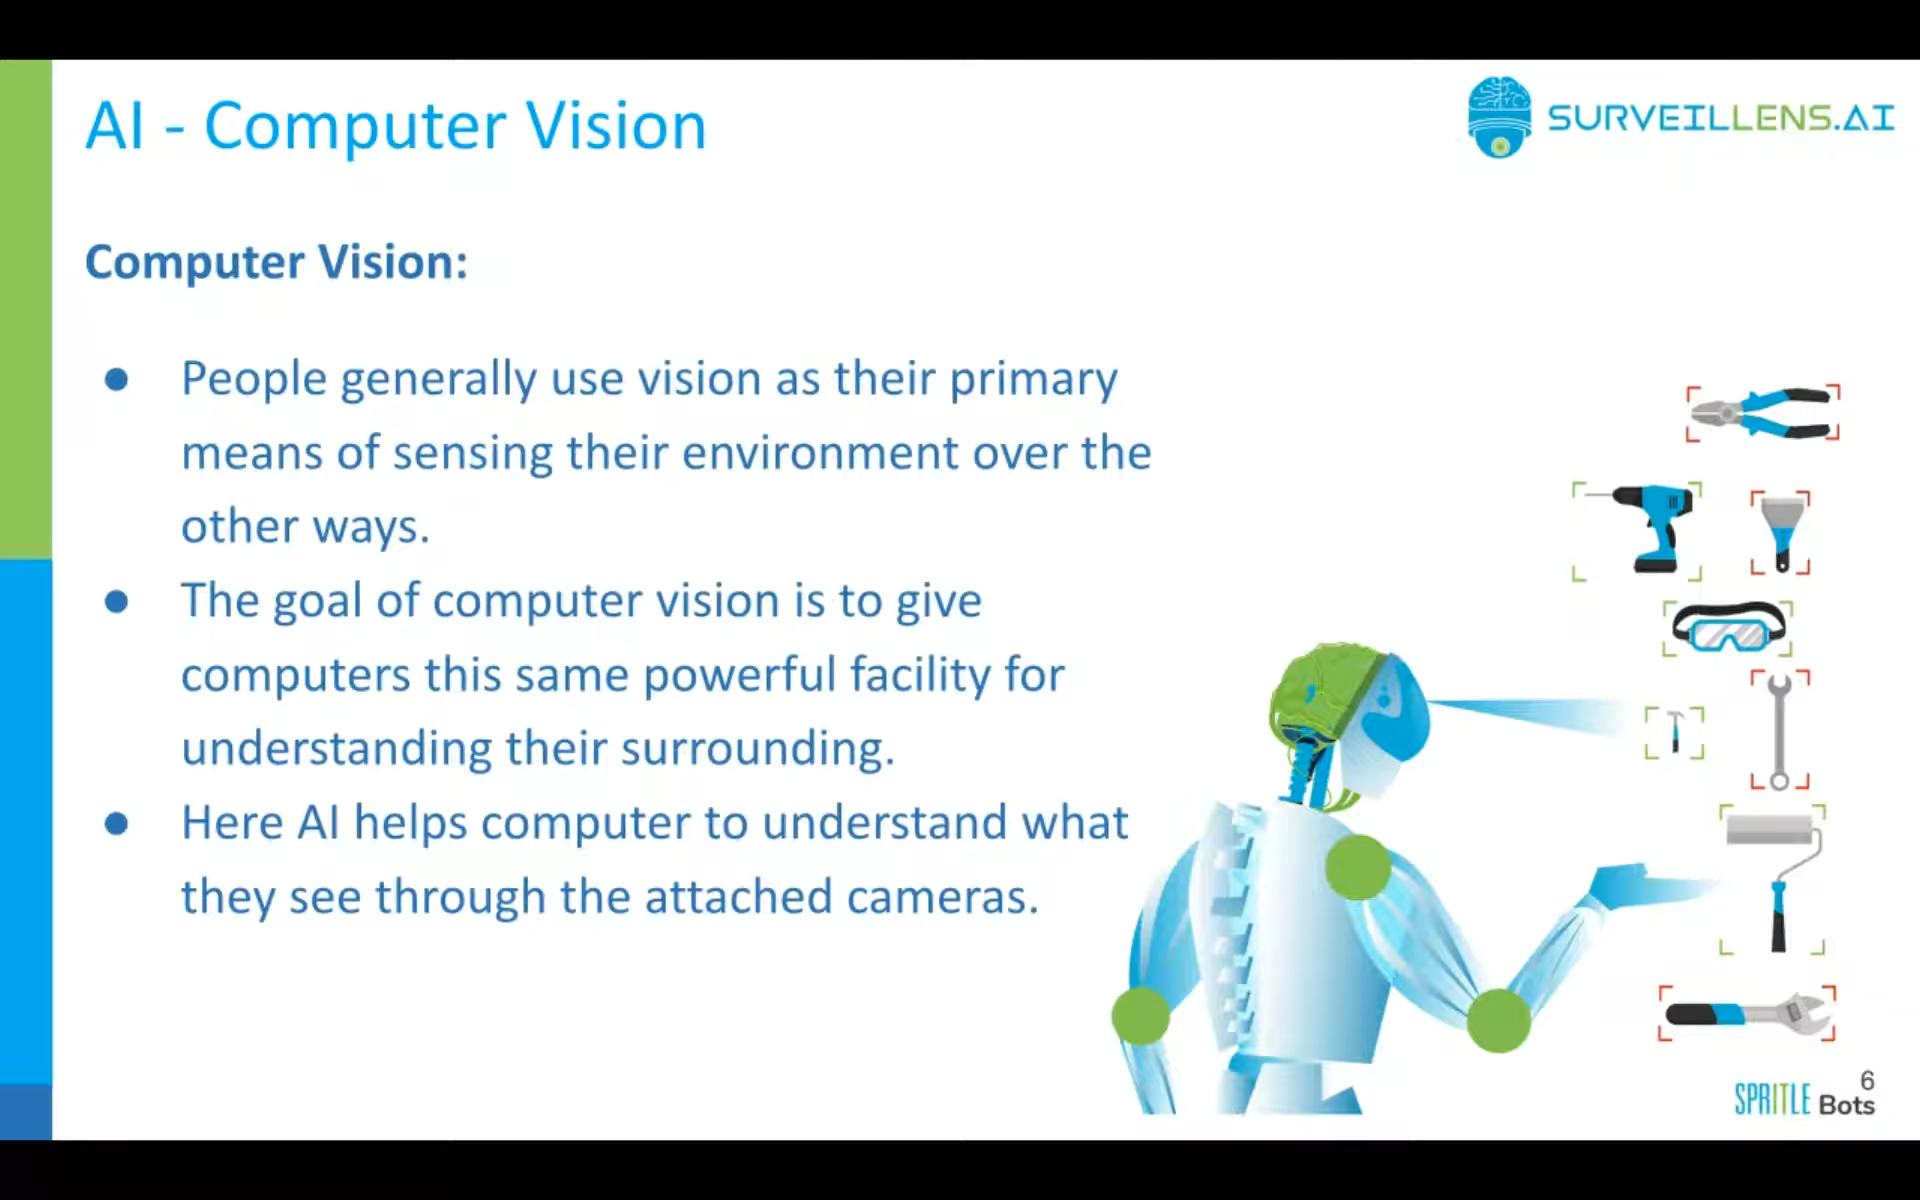 AI - Computer Vision
SURVEILLENS.AI
Computer Vision:
● People generally use vision as their primary
means of sensing their environment over the
other ways.
● The goal of computer vision is to give
computers this same powerful facility for
understanding their surrounding.
● Here AI helps computer to understand what
they see through the attached cameras.
6
SPRITLE Bots